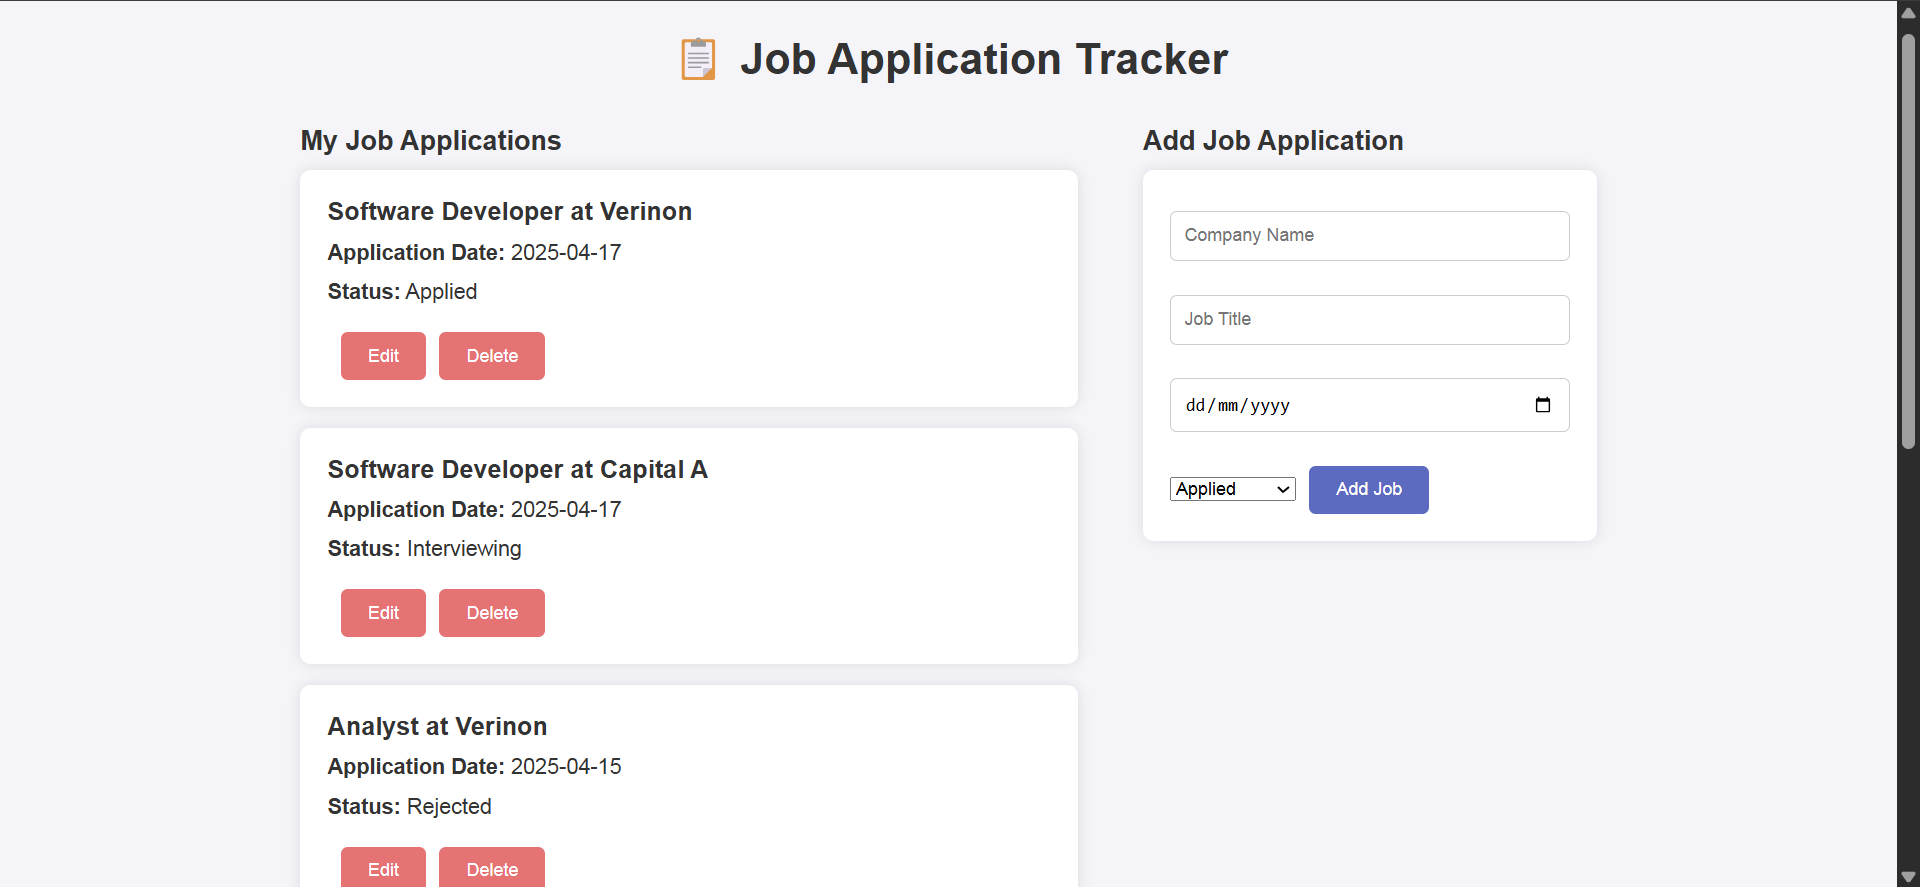 Job Application Tracker
My Job Applications
Software Developer at Verinon
Application Date: 2025-04-17
Status: Applied
Edit Delete
Software Developer at Capital A
Application Date: 2025-04-17
Status: Interviewing
Edit Delete
Analyst at Verinon
Application Date: 2025-04-15
Status: Rejected
Edit Delete
Add Job Application
Company Name
Job Title
dd/mm/yyyy
Applied Add Job